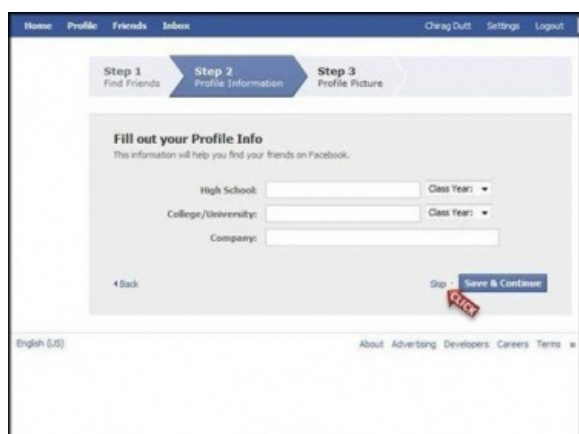 Home Profile Friends Inbox Chirag Dutt Settings Logout
Step 1 Step 2 Step 3
Find Friends Profile Information Profile Picture
Fill out your Profile Info
This information will help you find your friends on Facebook.
High School: Class Year:
College/University: Class Year:
Company:
Back Skip · Save & Continue
CLICK
English (US) About Advertising Developers Careers Terms